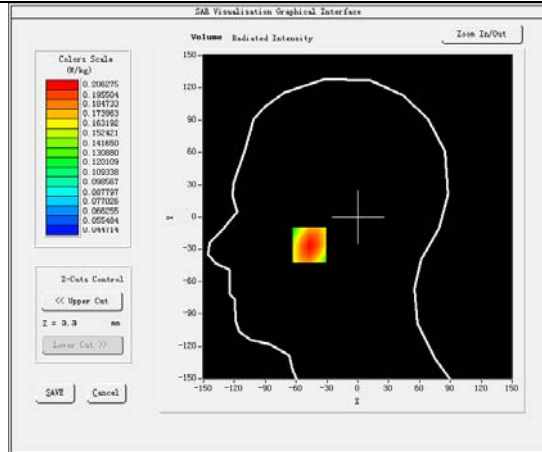 SAR Visualisation Graphical Interface
Volume Radiated Intensity
Zoom In/Out
Colors Scale
(W/kg)
0.206275
0.195504
0.184733
0.173963
0.163192
0.152421
0.141650
0.130880
0.120109
0.109338
0.098567
0.087797
0.077026
0.066255
0.055484
0.044714
150
120
90
60
30
Y
0
-30
-60
-90
-120
-150
-150 -120 -90 -60 -30 0 30 60 90 120 150
X
Z-Cuts Control
<< Upper Cut
Z = 3.3 mm
Lower Cut >>
SAVE Cancel